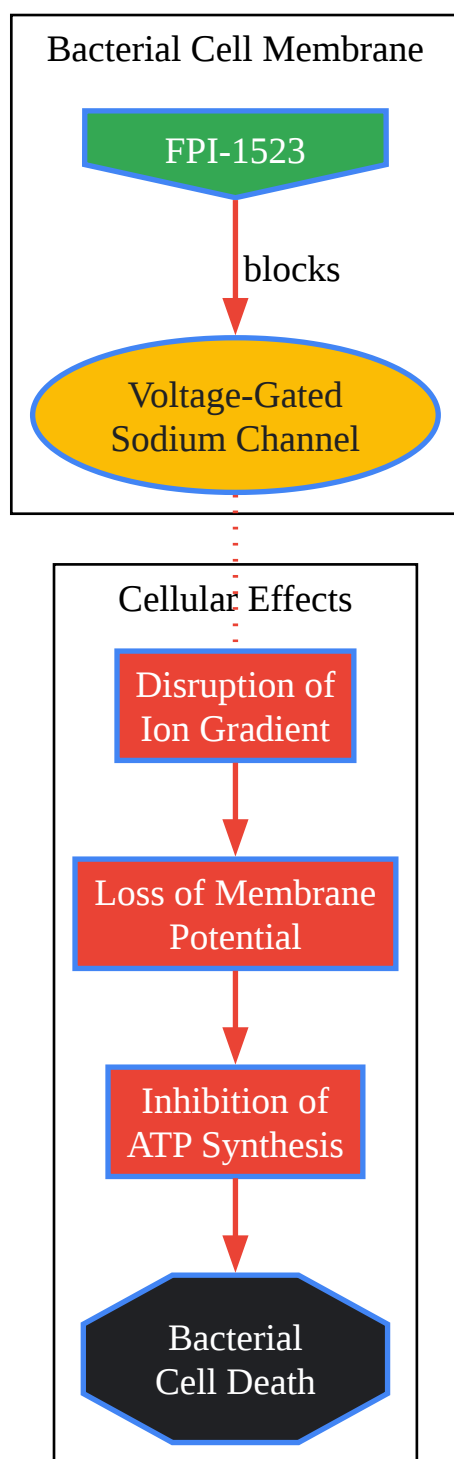 Bacterial Cell Membrane
FPI-1523
blocks
Voltage-Gated
Sodium Channel
Cellular Effects
Disruption of
Ion Gradient
Loss of Membrane
Potential
Inhibition of
ATP Synthesis
Bacterial
Cell Death